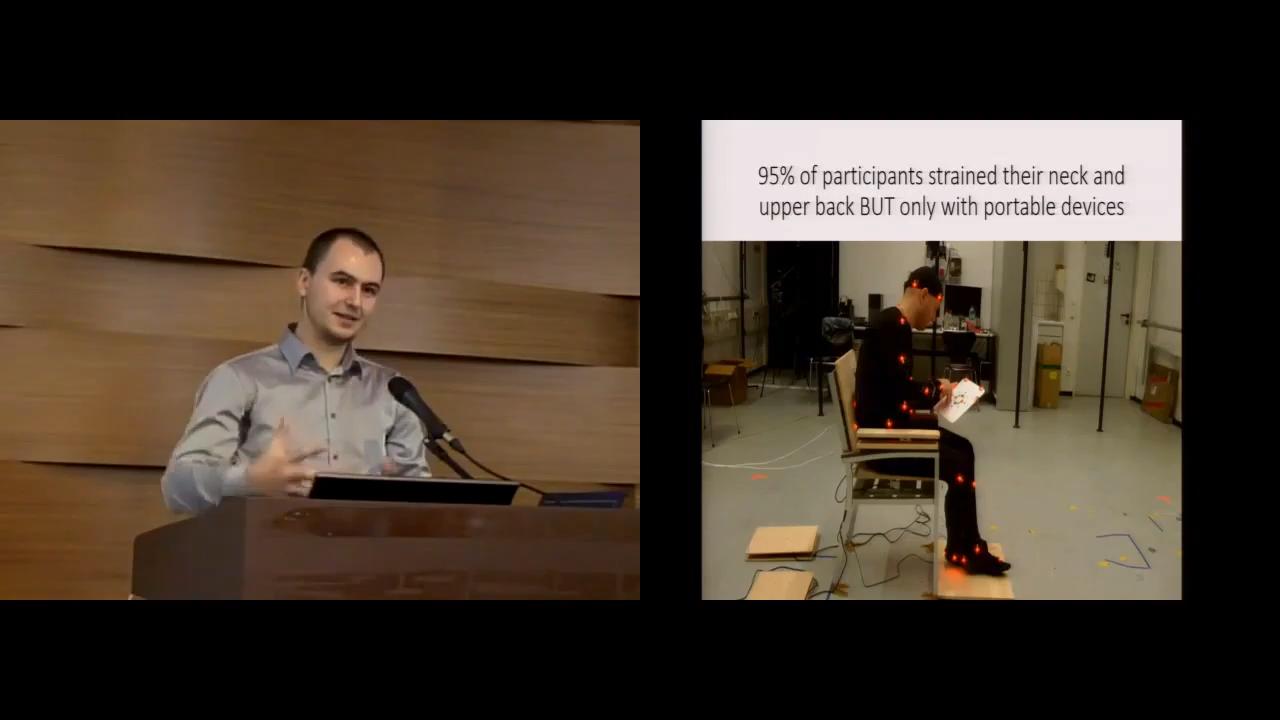 95% of participants strained their neck and
upper back BUT only with portable devices